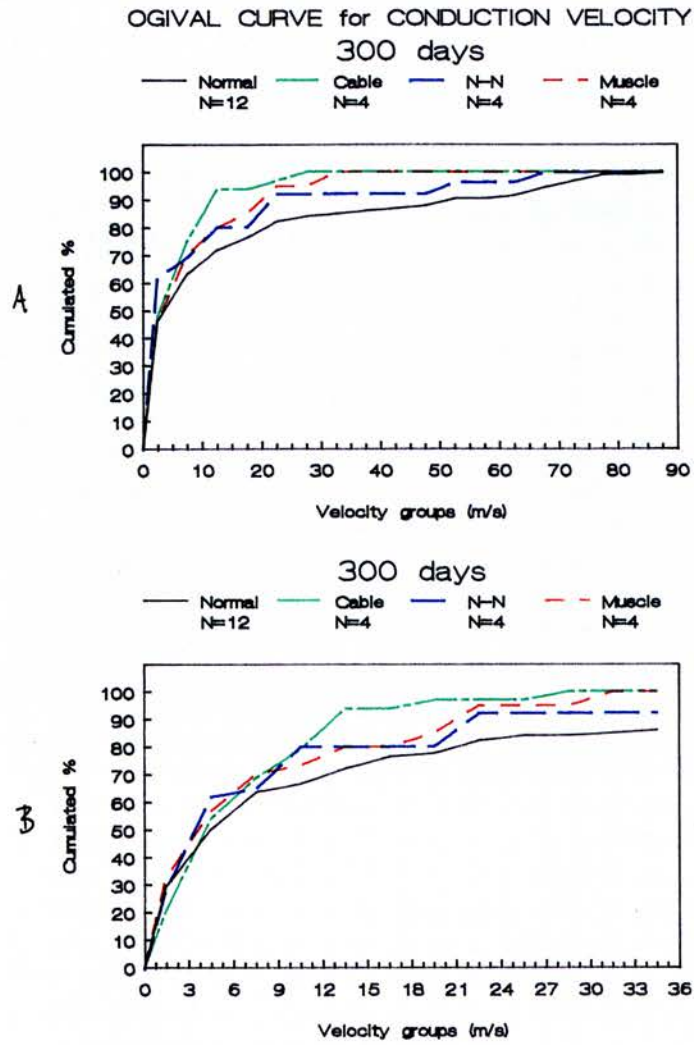 OGIVAL CURVE for CONDUCTION VELOCITY
300 days
Normal Cable N-N Muscle
N=12 N=4 N=4 N=4
A
Cumulated %
100
90
80
70
60
50
40
30
20
10
0
0 10 20 30 40 50 60 70 80 90
Velocity groups (m/s)
300 days
Normal Cable N-N Muscle
N=12 N=4 N=4 N=4
B
Cumulated %
100
90
80
70
60
50
40
30
20
10
0
0 3 6 9 12 15 18 21 24 27 30 33 36
Velocity groups (m/s)